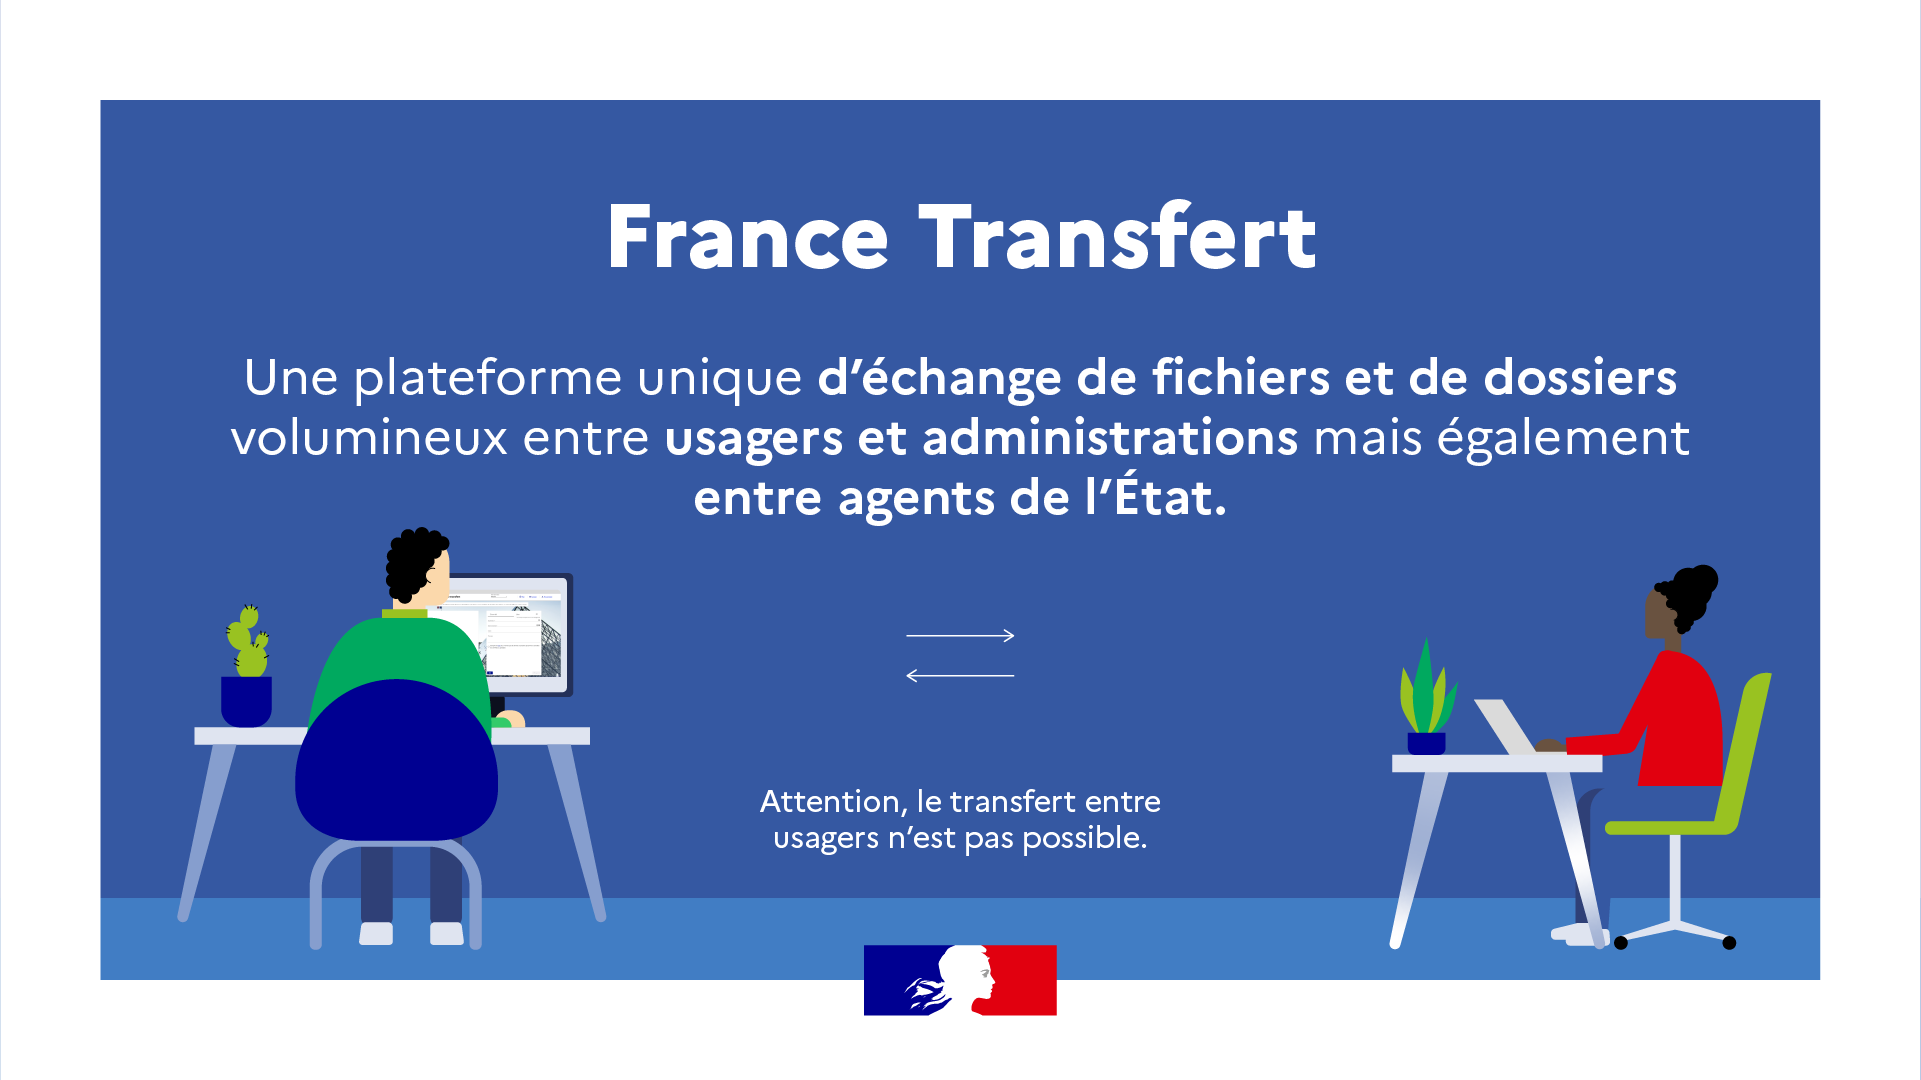 France Transfert
Une plateforme unique d’échange de fichiers et de dossiers
volumineux entre usagers et administrations mais également
entre agents de l’État.
Attention, le transfert entre
usagers n’est pas possible.